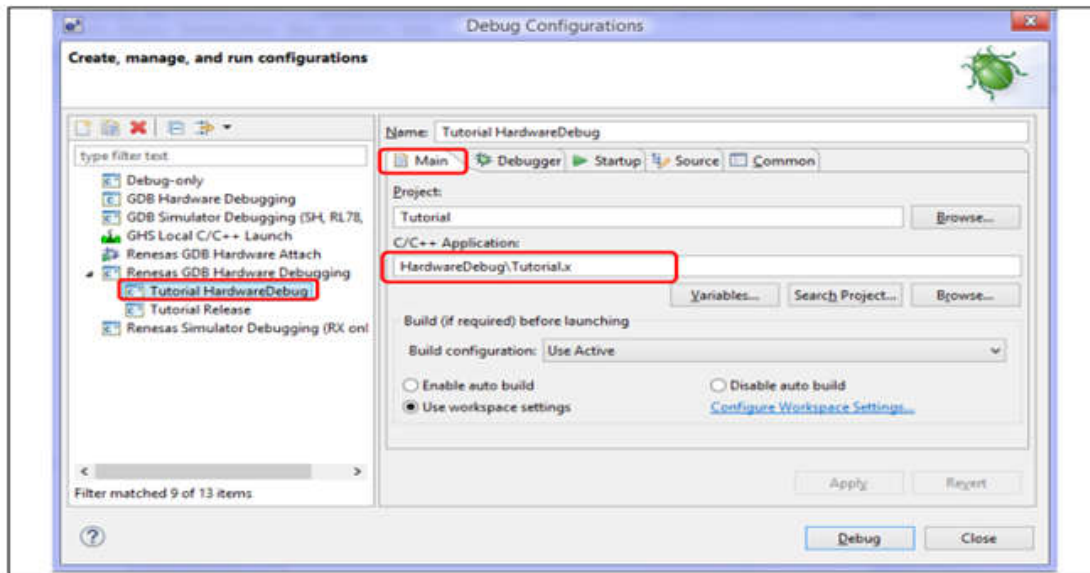 Debug Configurations
Create, manage, and run configurations
type filter text
Debug-only
GDB Hardware Debugging
GDB Simulator Debugging (SH, RL78,
GHS Local C/C++ Launch
Renesas GDB Hardware Attach
Renesas GDB Hardware Debugging
Tutorial HardwareDebug
Tutorial Release
Renesas Simulator Debugging (RX onl
Filter matched 9 of 13 items
Name: Tutorial HardwareDebug
Main Debugger Startup Source Common
Project:
Tutorial Browse...
C/C++ Application:
HardwareDebug\Tutorial.x
Variables... Search Project... Browse...
Build (if required) before launching
Build configuration: Use Active
Enable auto build Disable auto build
Use workspace settings Configure Workspace Settings...
Apply Revert
? Debug Close